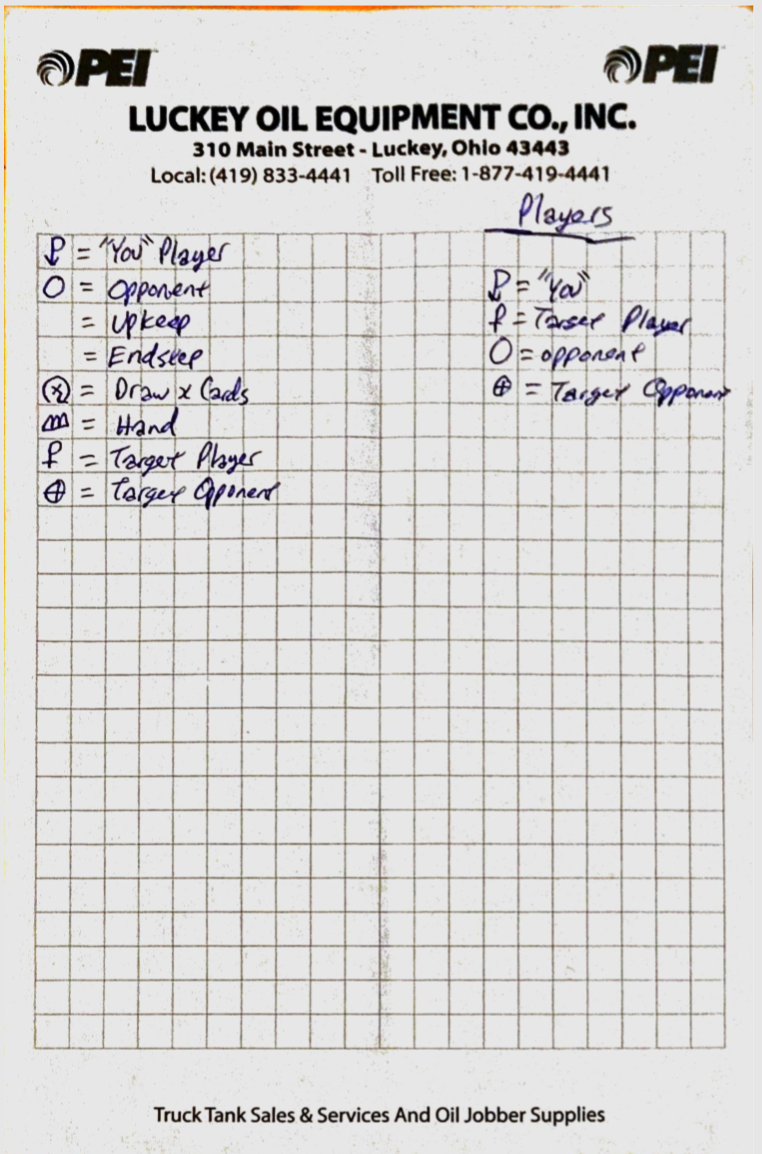 PEI
PEI
LUCKEY OIL EQUIPMENT CO., INC.
310 Main Street - Luckey, Ohio 43443
Local: (419) 833-4441 Toll Free: 1-877-419-4441
= "You" Player
O = Opponent
= Upkeep
= Endstep
ⓧ = Draw x Cards
= Hand
f = Target Player
⊕ = Target Opponent
Players
= "You"
f = Target Player
O = opponent
⊕ = Target Opponent
Truck Tank Sales & Services And Oil Jobber Supplies